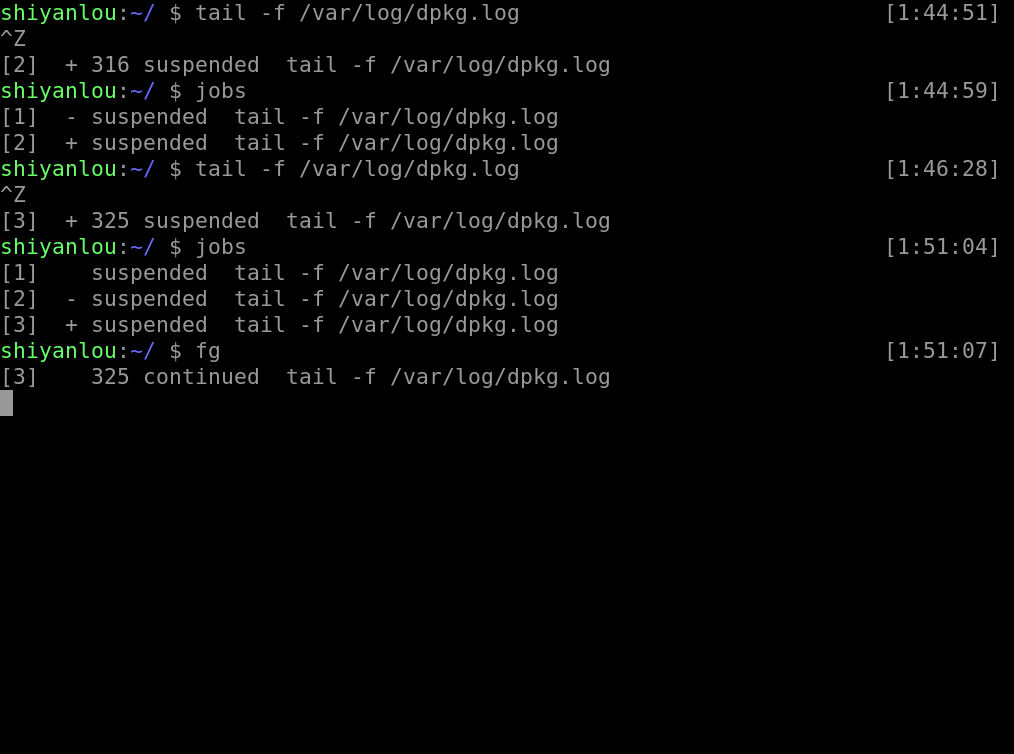 shiyanlou:~/ $ tail -f /var/log/dpkg.log [1:44:51]
^Z
[2]  + 316 suspended  tail -f /var/log/dpkg.log
shiyanlou:~/ $ jobs [1:44:59]
[1]  - suspended  tail -f /var/log/dpkg.log
[2]  + suspended  tail -f /var/log/dpkg.log
shiyanlou:~/ $ tail -f /var/log/dpkg.log [1:46:28]
^Z
[3]  + 325 suspended  tail -f /var/log/dpkg.log
shiyanlou:~/ $ jobs [1:51:04]
[1]    suspended  tail -f /var/log/dpkg.log
[2]  - suspended  tail -f /var/log/dpkg.log
[3]  + suspended  tail -f /var/log/dpkg.log
shiyanlou:~/ $ fg [1:51:07]
[3]    325 continued  tail -f /var/log/dpkg.log